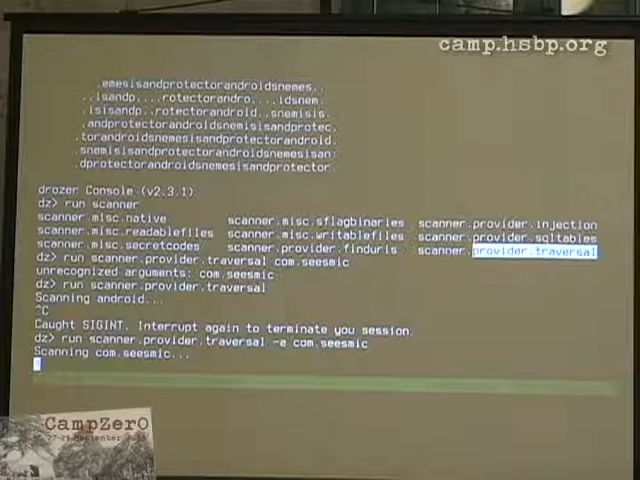 camp.hsbp.org
.emesisandprotectorandroidsnemes..
..isandp,...rotectorandro,...idsnem.
.isisandp..rotectorandroid..snemisis.
.andprotectorandroidsnemisisandprotec.
.torandroidsnemesisandprotectorandroid.
.snemisisandprotectorandroidsnemesisan:
.dprotectorandroidsnemesisandprotector.
drozer Console (v2.3.1)
dz> run scanner
scanner.misc.native scanner.misc.sflagbinaries scanner.provider.injection
scanner.misc.readablefiles scanner.misc.writablefiles scanner.provider.sqltables
scanner.misc.secretcodes scanner.provider.finduris scanner.provider.traversal
dz> run scanner.provider.traversal com.seesmic
unrecognized arguments: com.seesmic
dz> run scanner.provider.traversal
Scanning android...
^C
Caught SIGINT. Interrupt again to terminate you session.
dz> run scanner.provider.traversal -a com.seesmic
Scanning com.seesmic...
CampZer0